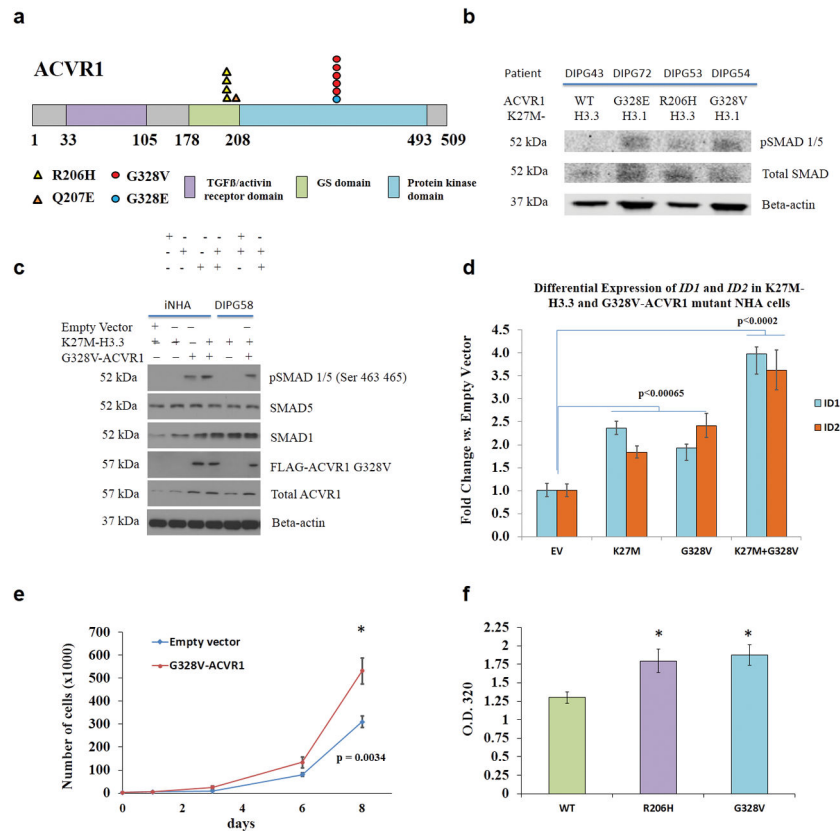 a
ACVR1
1 33 105 178 208 493 509
R206H
G328V
Q207E
G328E
TGFß/activin
receptor domain
GS domain
Protein kinase
domain
b
Patient DIPG43 DIPG72 DIPG53 DIPG54
ACVR1 WT G328E R206H G328V
K27M- H3.3 H3.1 H3.3 H3.1
52 kDa pSMAD 1/5
52 kDa Total SMAD
37 kDa Beta-actin
c
+ - - - + -
- + - + + +
- - + + - +
iNHA DIPG58
Empty Vector + – – –
K27M-H3.3 – + – + + +
G328V-ACVR1 – – + + – +
52 kDa pSMAD 1/5 (Ser 463 465)
52 kDa SMAD5
52 kDa SMAD1
57 kDa FLAG-ACVR1 G328V
57 kDa Total ACVR1
37 kDa Beta-actin
d
Differential Expression of ID1 and ID2 in K27M-
H3.3 and G328V-ACVR1 mutant NHA cells
p<0.0002
p<0.00065
Fold Change vs. Empty Vector
4.5
4.0
3.5
3.0
2.5
2.0
1.5
1.0
0.5
0.0
EV K27M G328V K27M+G328V
ID1
ID2
e
Number of cells (x1000)
700
600
500
400
300
200
100
0
0 2 4 6 8
days
Empty vector
G328V-ACVR1
*
p = 0.0034
f
O.D. 320
2.25
2
1.75
1.5
1.25
1
0.75
0.5
0.25
0
* *
WT R206H G328V